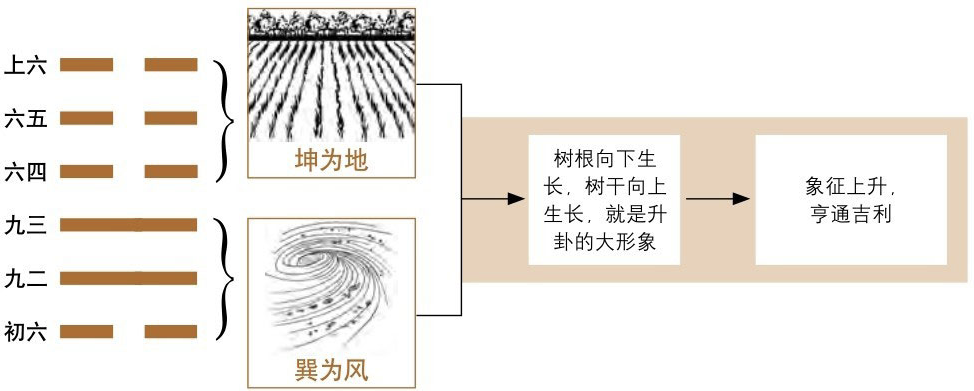 上六
六五
六四
九三
九二
初六
坤为地
巽为风
树根向下生
长，树干向上
生长，就是升
卦的大形象
象征上升，
亨通吉利